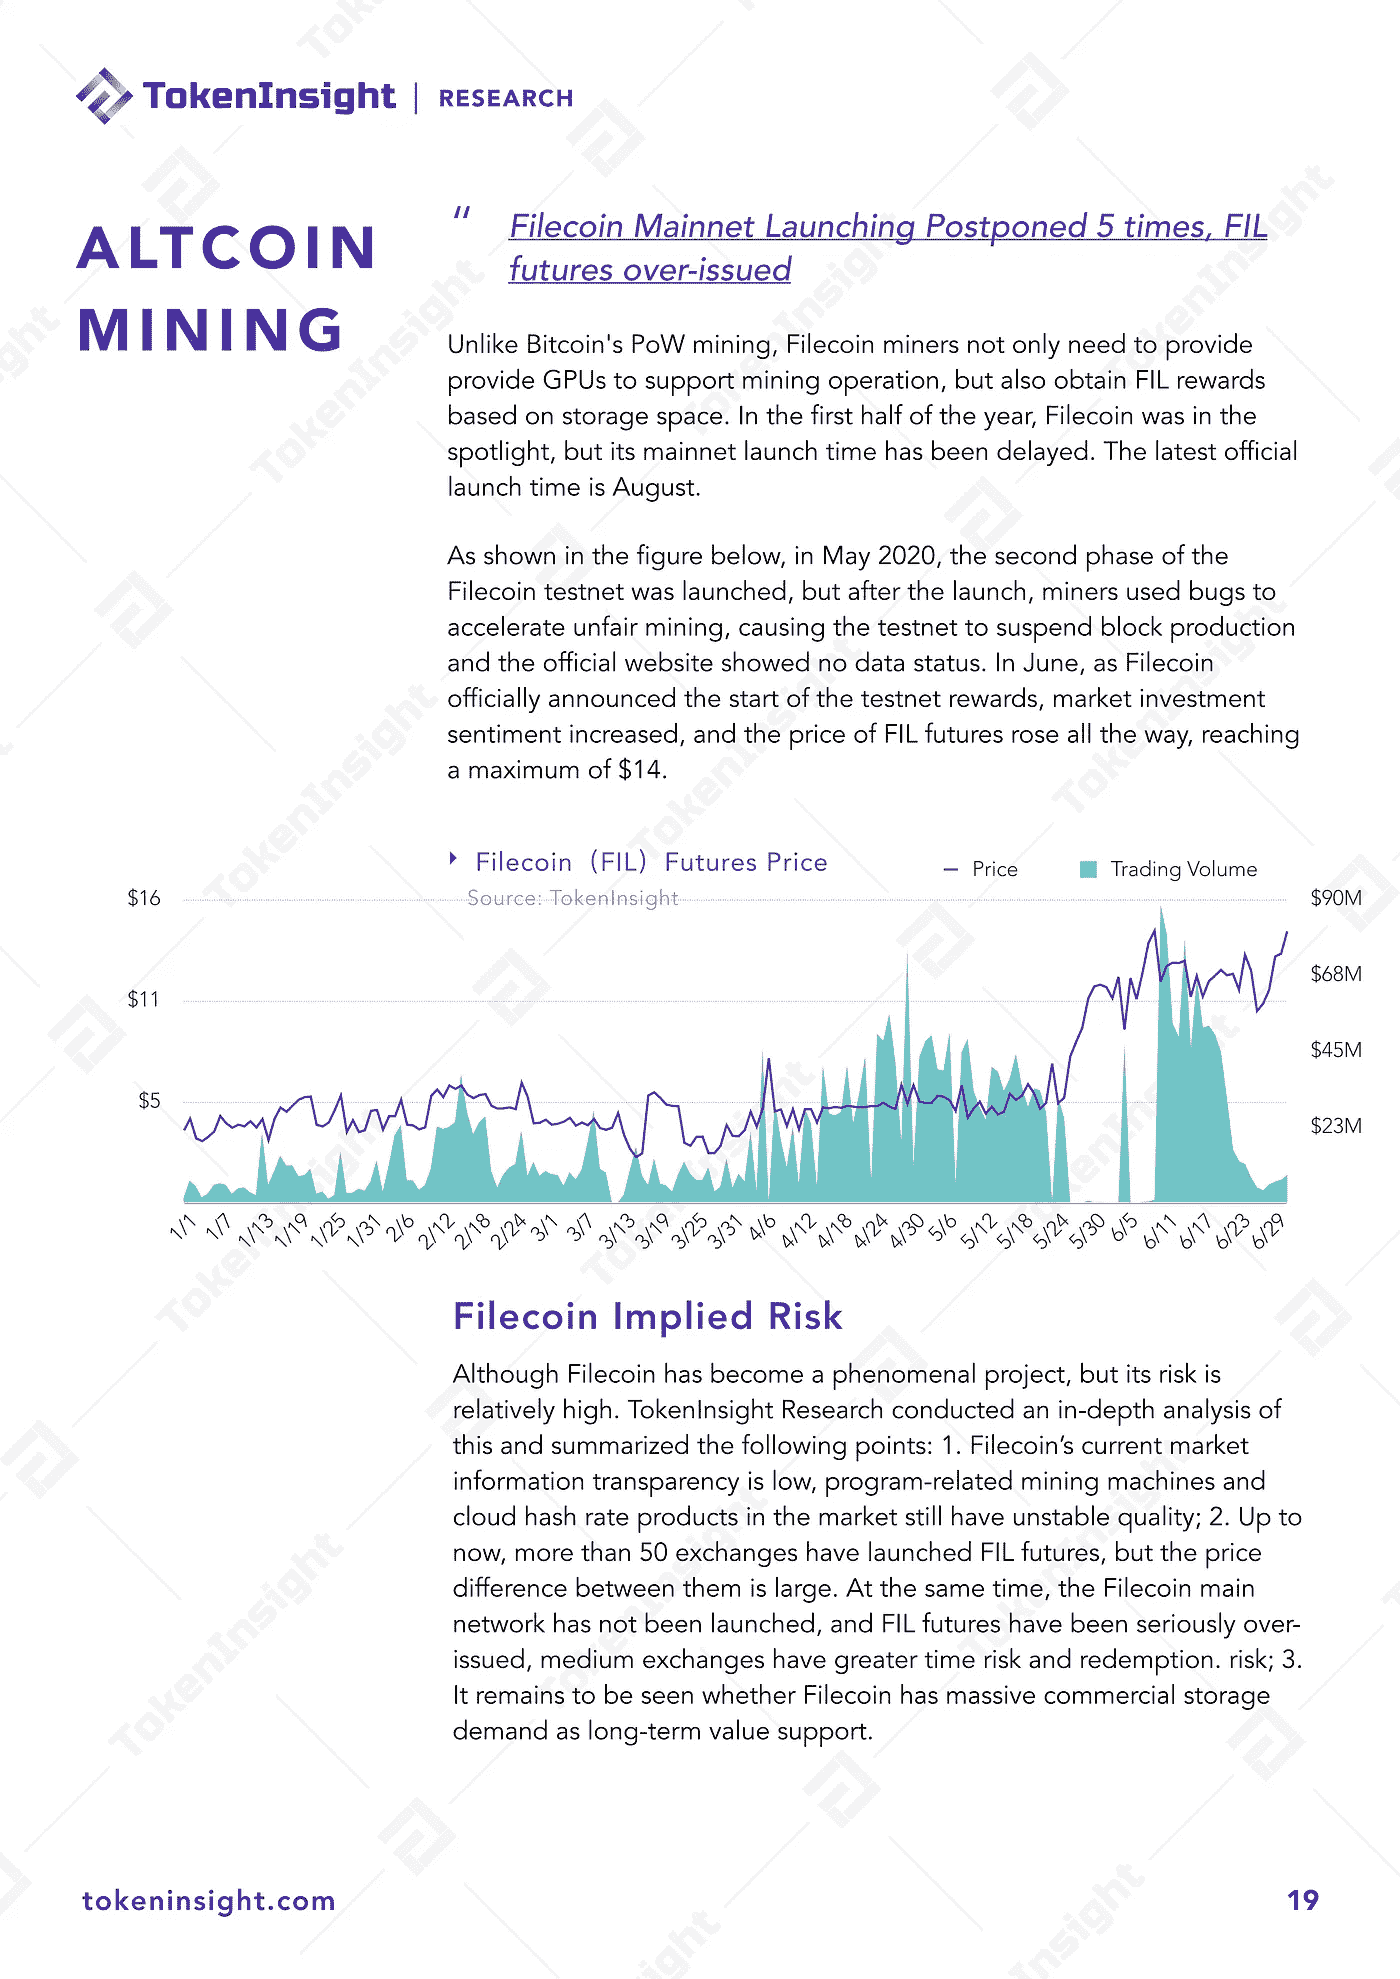 TokenInsight | RESEARCH
ALTCOIN
MINING
“ Filecoin Mainnet Launching Postponed 5 times, FIL
futures over-issued
Unlike Bitcoin's PoW mining, Filecoin miners not only need to provide
provide GPUs to support mining operation, but also obtain FIL rewards
based on storage space. In the first half of the year, Filecoin was in the
spotlight, but its mainnet launch time has been delayed. The latest official
launch time is August.
As shown in the figure below, in May 2020, the second phase of the
Filecoin testnet was launched, but after the launch, miners used bugs to
accelerate unfair mining, causing the testnet to suspend block production
and the official website showed no data status. In June, as Filecoin
officially announced the start of the testnet rewards, market investment
sentiment increased, and the price of FIL futures rose all the way, reaching
a maximum of $14.
Filecoin（FIL）Futures Price
Price
Trading Volume
Source: TokenInsight
$16
$11
$5
$90M
$68M
$45M
$23M
1/1 1/7 1/13 1/19 1/25 1/31 2/6 2/12 2/18 2/24 3/1 3/7 3/13 3/19 3/25 3/31 4/6 4/12 4/18 4/24 4/30 5/6 5/12 5/18 5/24 5/30 6/5 6/11 6/17 6/23 6/29
Filecoin Implied Risk
Although Filecoin has become a phenomenal project, but its risk is
relatively high. TokenInsight Research conducted an in-depth analysis of
this and summarized the following points: 1. Filecoin’s current market
information transparency is low, program-related mining machines and
cloud hash rate products in the market still have unstable quality; 2. Up to
now, more than 50 exchanges have launched FIL futures, but the price
difference between them is large. At the same time, the Filecoin main
network has not been launched, and FIL futures have been seriously over-
issued, medium exchanges have greater time risk and redemption. risk; 3.
It remains to be seen whether Filecoin has massive commercial storage
demand as long-term value support.
tokeninsight.com
19